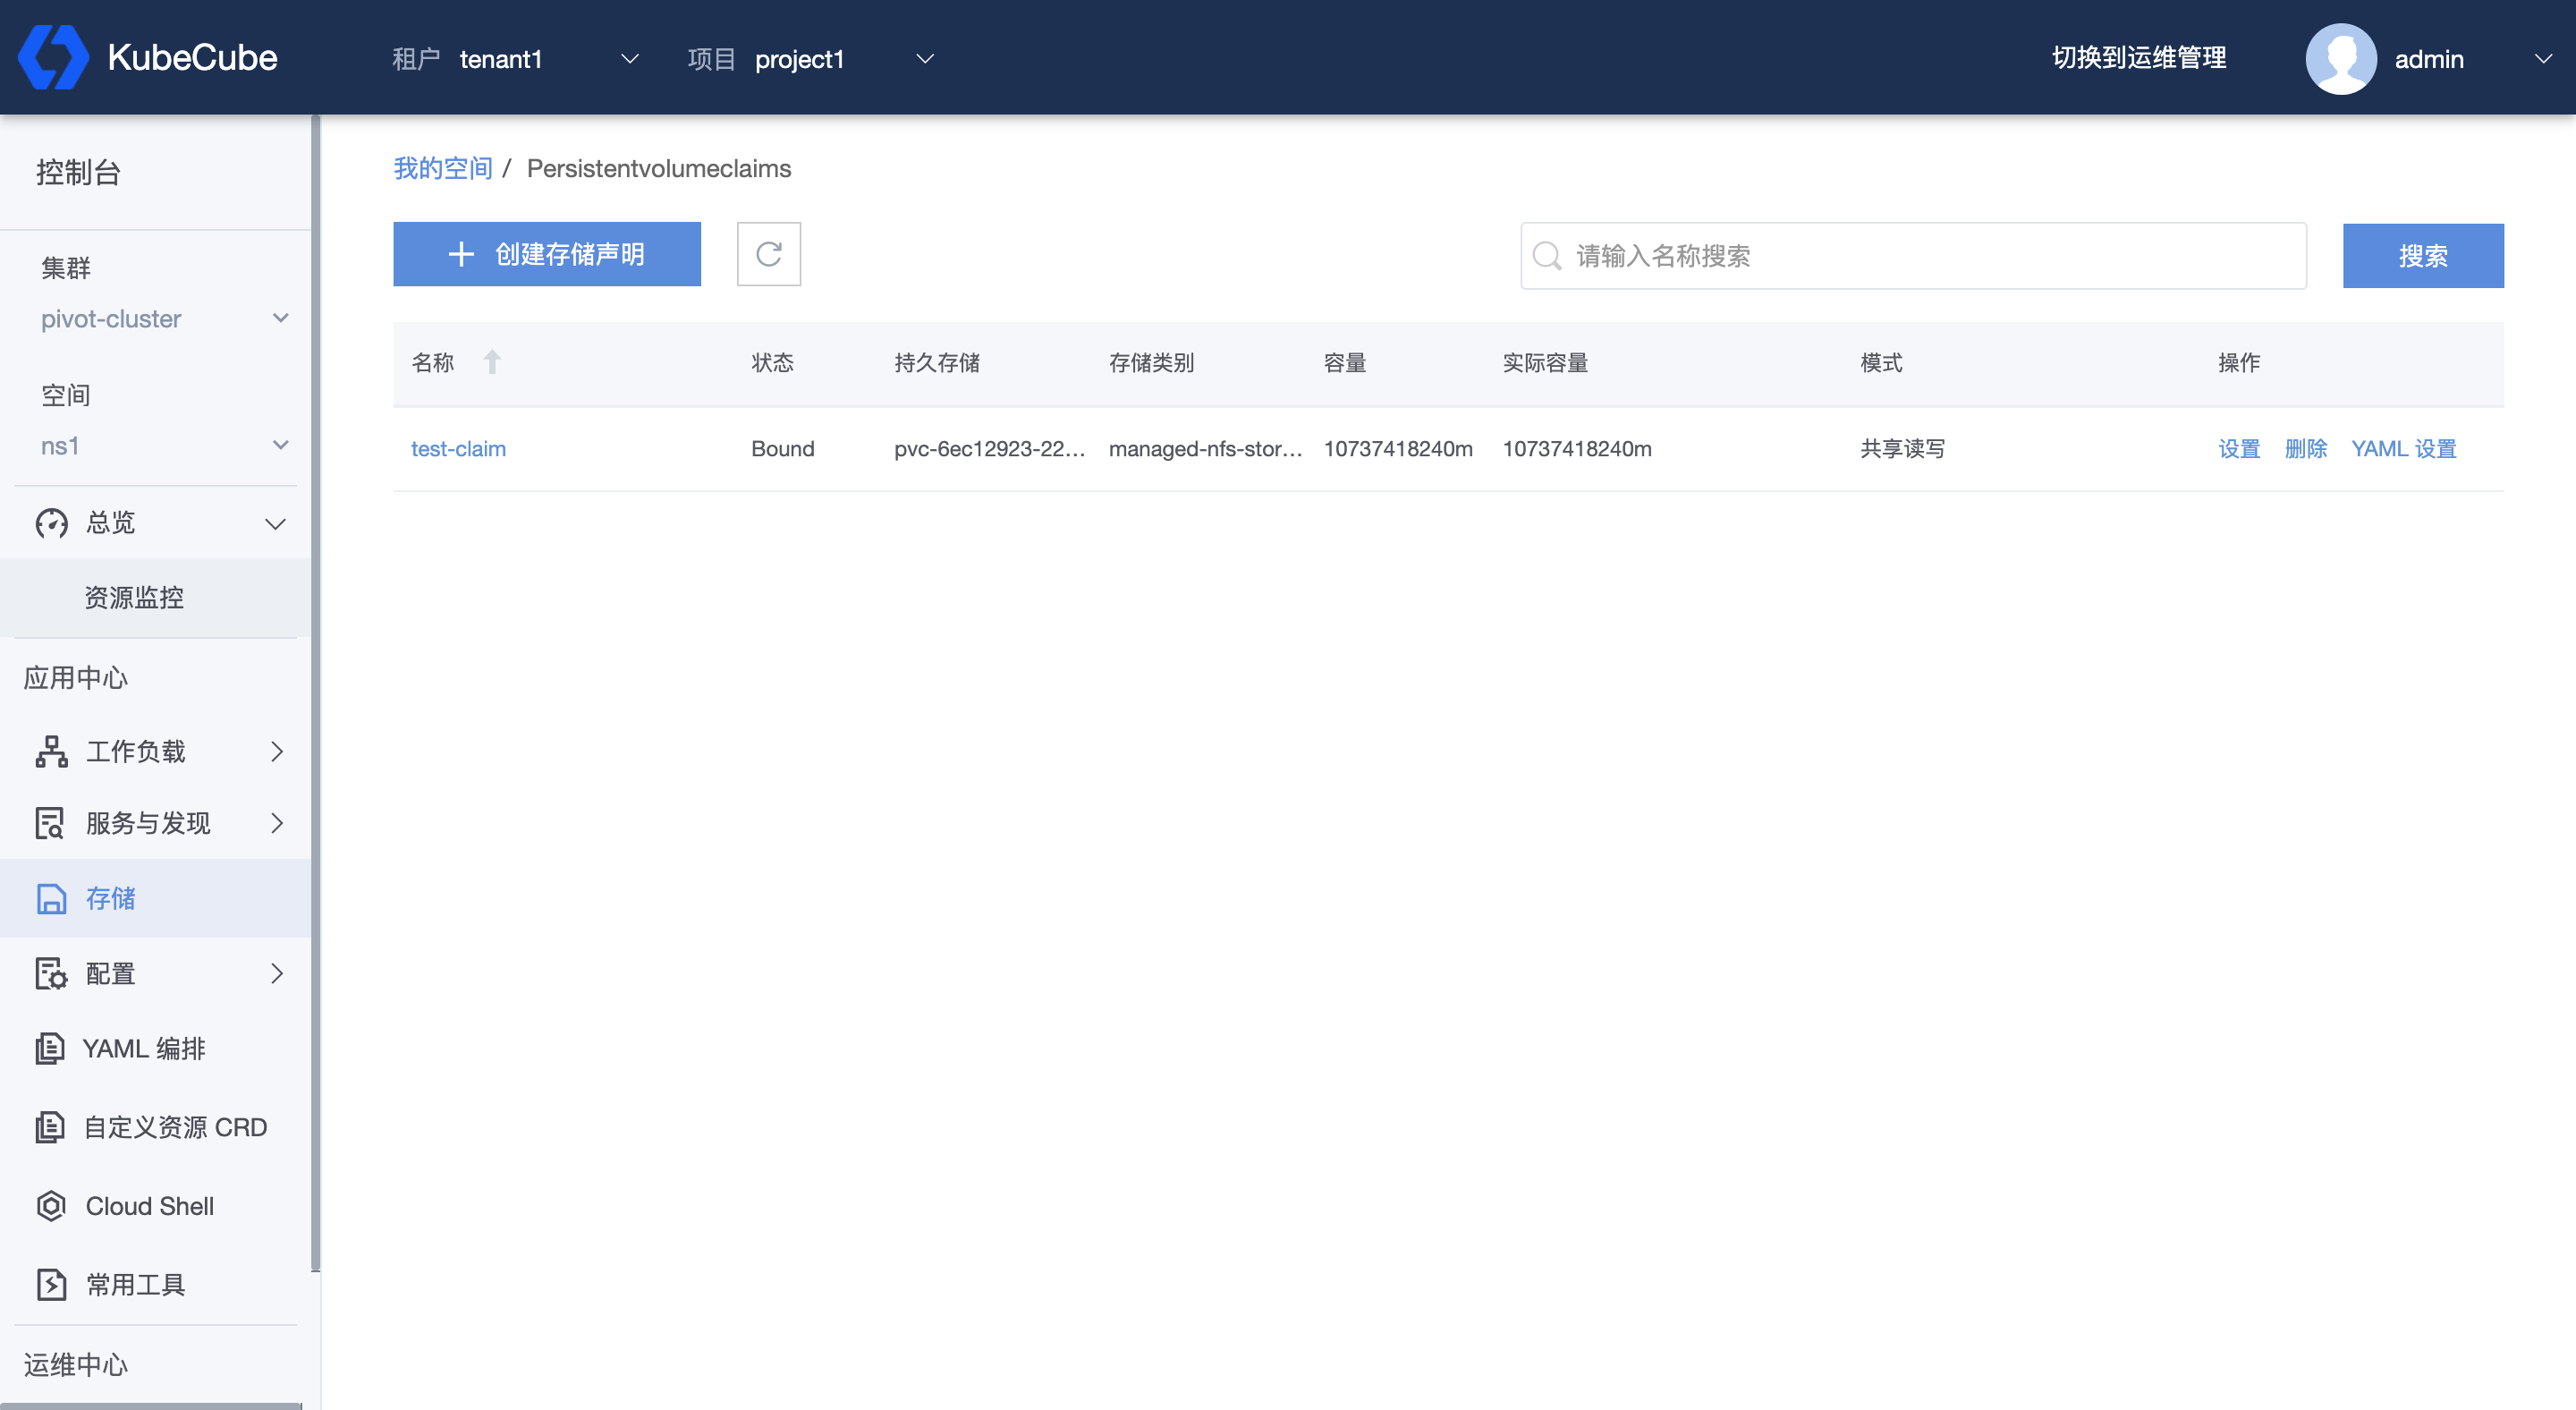 KubeCube
租户 tenant1 项目 project1
切换到运维管理 admin
控制台
集群
pivot-cluster
空间
ns1
总览
资源监控
应用中心
工作负载
服务与发现
存储
配置
YAML 编排
自定义资源 CRD
Cloud Shell
常用工具
运维中心
我的空间 / Persistentvolumeclaims
创建存储声明
请输入名称搜索
搜索
名称 状态 持久存储 存储类别 容量 实际容量 模式 操作
test-claim Bound pvc-6ec12923-22... managed-nfs-stor... 10737418240m 10737418240m 共享读写 设置 删除 YAML 设置